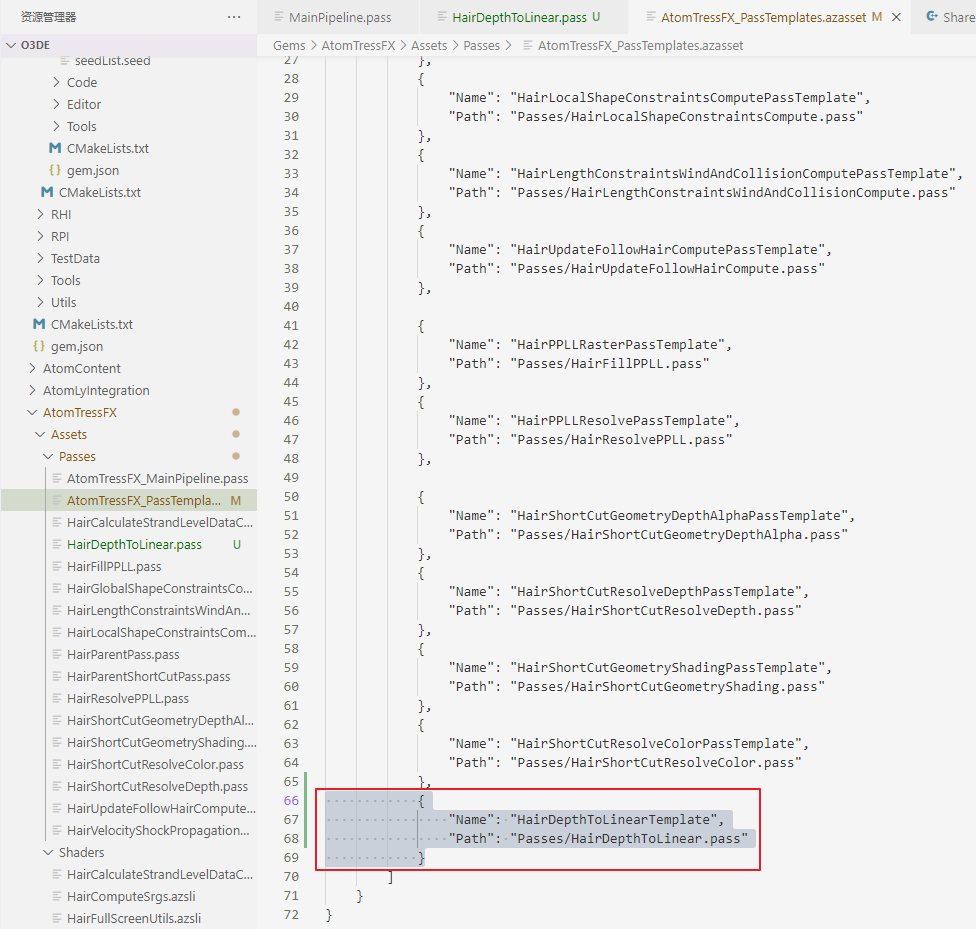 资源管理器
···
MainPipeline.pass
HairDepthToLinear.pass U
AtomTressFX_PassTemplates.azasset M
Share
O3DE
Gems > AtomTressFX > Assets > Passes > AtomTressFX_PassTemplates.azasset
seedList.seed
Code
Editor
Tools
CMakeLists.txt
{} gem.json
CMakeLists.txt
RHI
RPI
TestData
Tools
Utils
CMakeLists.txt
{} gem.json
AtomContent
AtomLyIntegration
AtomTressFX
Assets
Passes
AtomTressFX_MainPipeline.pass
AtomTressFX_PassTempla... M
HairCalculateStrandLevelDataC...
HairDepthToLinear.pass U
HairFillPPLL.pass
HairGlobalShapeConstraintsCo...
HairLengthConstraintsWindAn...
HairLocalShapeConstraintsCom...
HairParentPass.pass
HairParentShortCutPass.pass
HairResolvePPLL.pass
HairShortCutGeometryDepthAl...
HairShortCutGeometryShading....
HairShortCutResolveColor.pass
HairShortCutResolveDepth.pass
HairUpdateFollowHairCompute...
HairVelocityShockPropagation...
Shaders
HairCalculateStrandLevelDataC...
HairComputeSrgs.azsli
HairFullScreenUtils.azsli
27 },
28 {
29 "Name": "HairLocalShapeConstraintsComputePassTemplate",
30 "Path": "Passes/HairLocalShapeConstraintsCompute.pass"
31 },
32 {
33 "Name": "HairLengthConstraintsWindAndCollisionComputePassTemplate",
34 "Path": "Passes/HairLengthConstraintsWindAndCollisionCompute.pass"
35 },
36 {
37 "Name": "HairUpdateFollowHairComputePassTemplate",
38 "Path": "Passes/HairUpdateFollowHairCompute.pass"
39 },
40
41 {
42 "Name": "HairPPLLRasterPassTemplate",
43 "Path": "Passes/HairFillPPLL.pass"
44 },
45 {
46 "Name": "HairPPLLResolvePassTemplate",
47 "Path": "Passes/HairResolvePPLL.pass"
48 },
49
50 {
51 "Name": "HairShortCutGeometryDepthAlphaPassTemplate",
52 "Path": "Passes/HairShortCutGeometryDepthAlpha.pass"
53 },
54 {
55 "Name": "HairShortCutResolveDepthPassTemplate",
56 "Path": "Passes/HairShortCutResolveDepth.pass"
57 },
58 {
59 "Name": "HairShortCutGeometryShadingPassTemplate",
60 "Path": "Passes/HairShortCutGeometryShading.pass"
61 },
62 {
63 "Name": "HairShortCutResolveColorPassTemplate",
64 "Path": "Passes/HairShortCutResolveColor.pass"
65 },
66 {
67 "Name": "HairDepthToLinearTemplate",
68 "Path": "Passes/HairDepthToLinear.pass"
69 }
70 ]
71 }
72 }